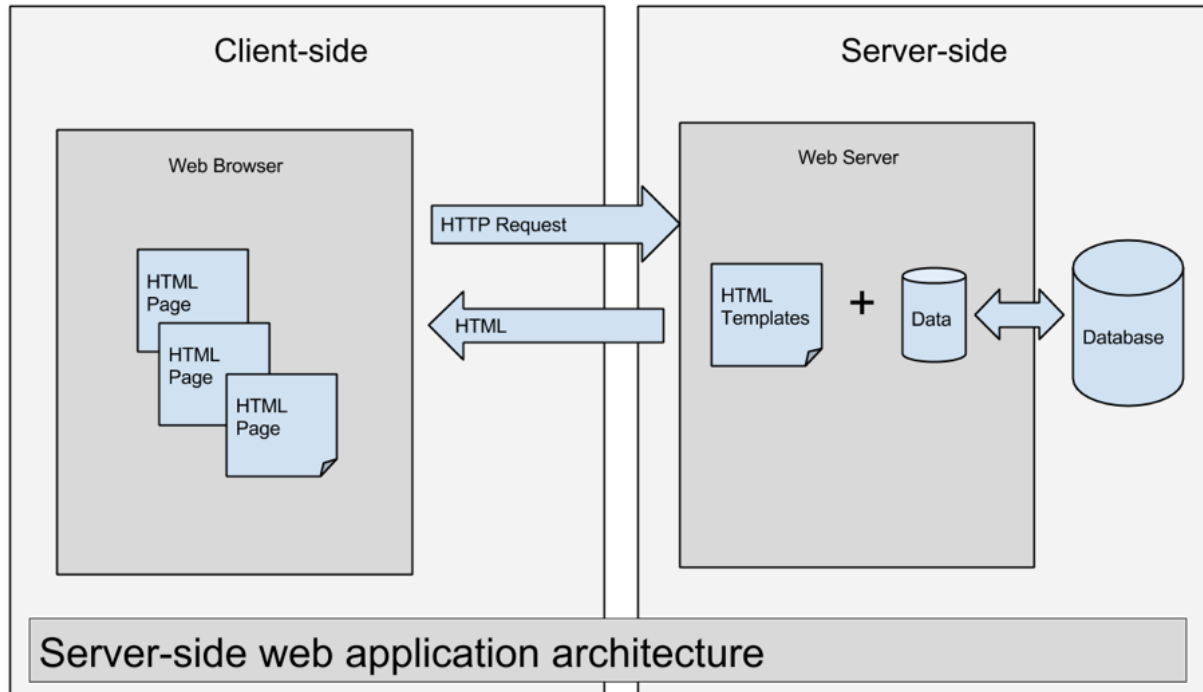 Client-side
Server-side
Web Browser
Web Server
HTTP Request
HTML
HTML
Page
HTML
Page
HTML
Page
HTML
Templates
+
Data
Database
Server-side web application architecture